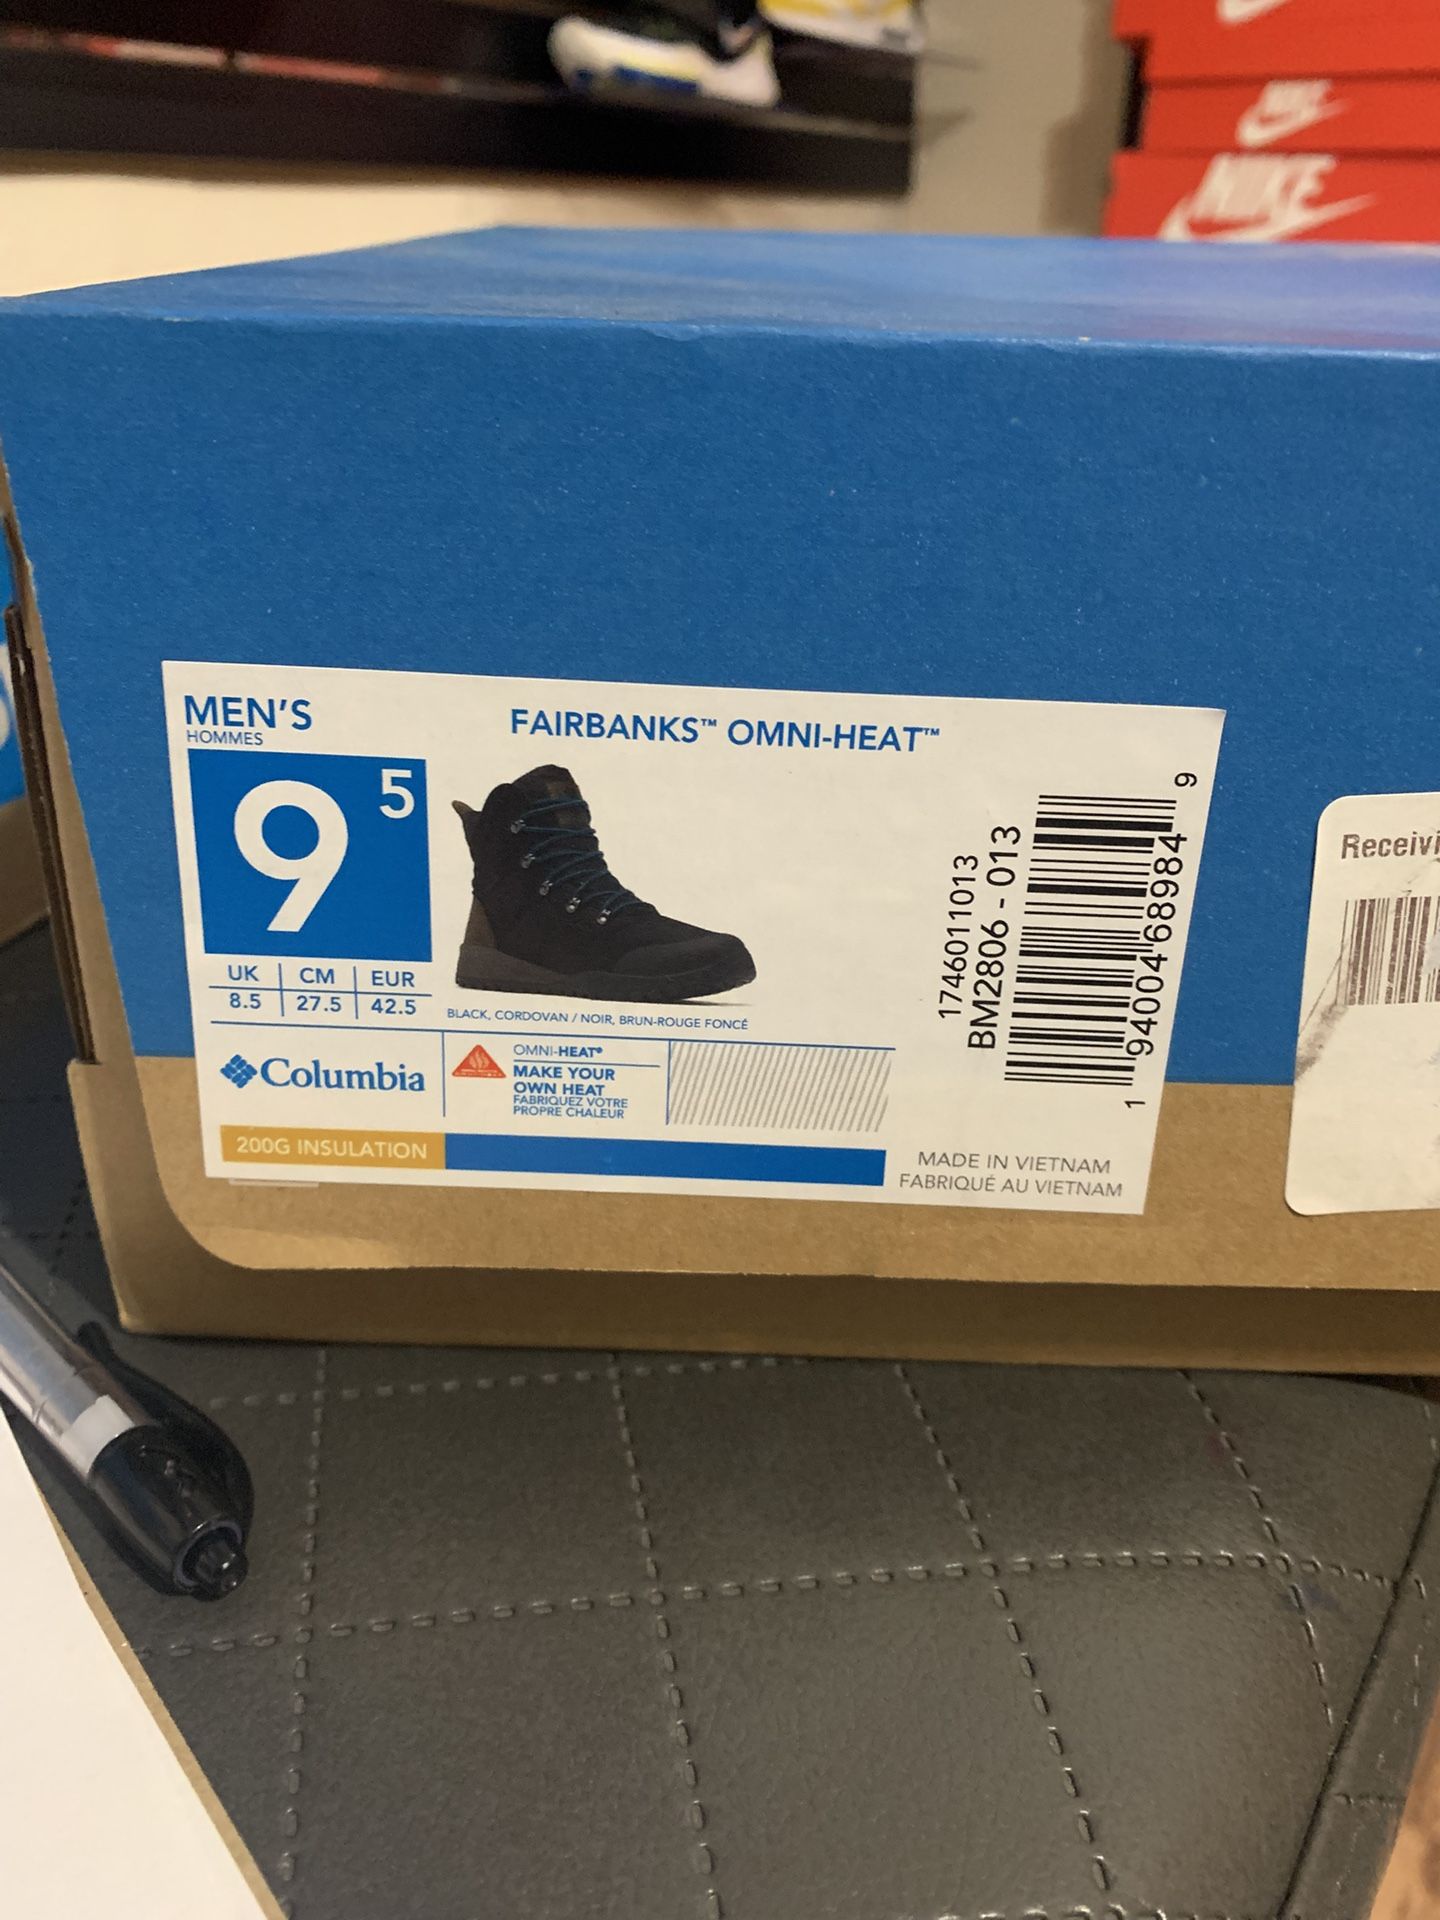 NIKE
MEN'S
HOMMES
FAIRBANKS™ OMNI-HEAT™
9 5
UK CM EUR
8.5 27.5 42.5
BLACK, CORDOVAN / NOIR, BRUN-ROUGE FONCÉ
1746011013
BM2806 - 013
1 94004 68984 9
Columbia
OMNI-HEAT®
MAKE YOUR
OWN HEAT
FABRIQUEZ VOTRE
PROPRE CHALEUR
200G INSULATION
MADE IN VIETNAM
FABRIQUÉ AU VIETNAM
Receivi